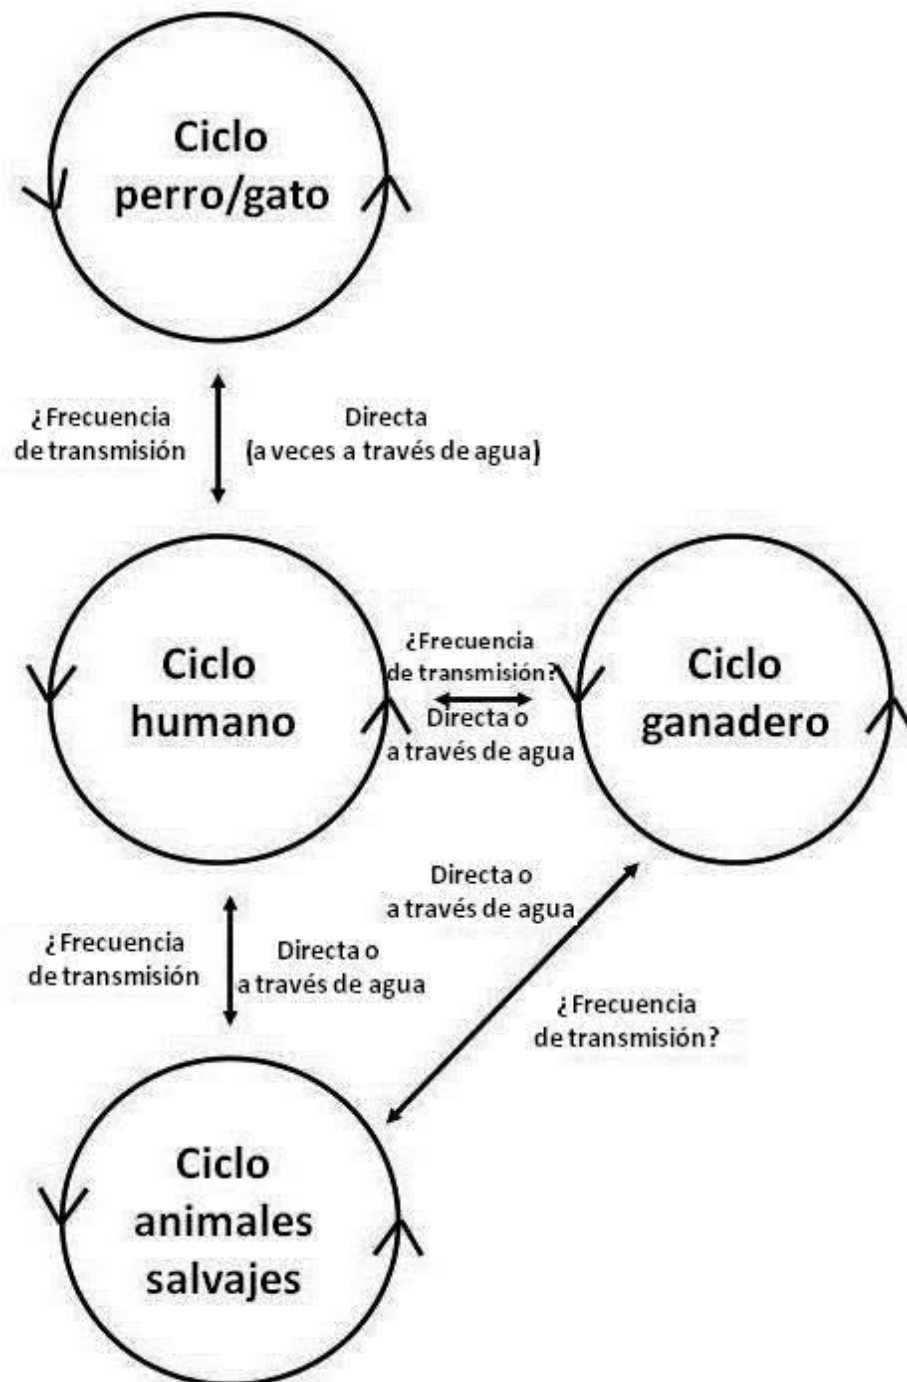 Ciclo
perro/gato
¿Frecuencia
de transmisión
Directa
(a veces a través de agua)
Ciclo
humano
¿Frecuencia
de transmisión?
Directa o
a través de agua
Ciclo
ganadero
Directa o
a través de agua
¿Frecuencia
de transmisión?
¿Frecuencia
de transmisión
Directa o
a través de agua
Ciclo
animales
salvajes